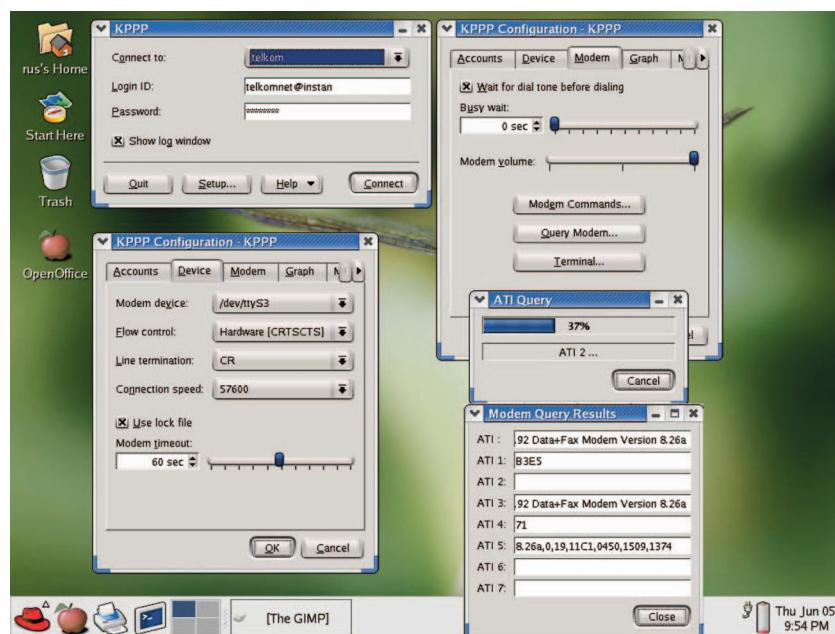 rus's Home
Start Here
Trash
OpenOffice
KPPP
Connect to:
telkom
Login ID:
telkomnet@instan
Password:
********
Show log window
Quit
Setup...
Help
Connect
KPPP Configuration - KPPP
Accounts
Device
Modem
Graph
Wait for dial tone before dialing
Busy wait:
0 sec
Modem volume:
Modem Commands...
Query Modem...
Terminal...
KPPP Configuration - KPPP
Accounts
Device
Modem
Graph
Modem device:
/dev/ttyS3
Flow control:
Hardware [CRTSCTS]
Line termination:
CR
Connection speed:
57600
Use lock file
Modem timeout:
60 sec
OK
Cancel
ATI Query
37%
ATI 2 ...
Cancel
Modem Query Results
ATI :
,92 Data+Fax Modem Version 8.26a
ATI 1:
B3E5
ATI 2:
ATI 3:
,92 Data+Fax Modem Version 8.26a
ATI 4:
71
ATI 5:
8.26a,0,19,11C1,0450,1509,1374
ATI 6:
ATI 7:
Close
[The GIMP]
Thu Jun 05
9:54 PM